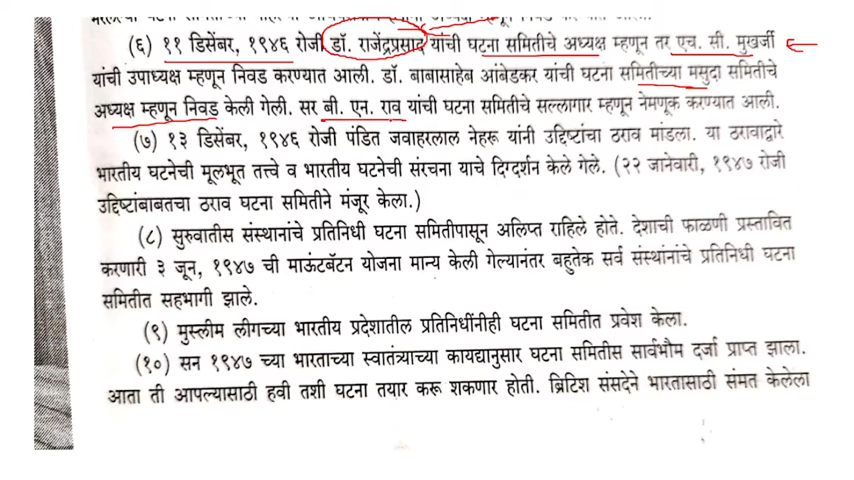 (६) ११ डिसेंबर, १९४६ रोजी डॉ. राजेंद्रप्रसाद यांची घटना समितीचे अध्यक्ष म्हणून तर एच. सी. मुखर्जी
यांची उपाध्यक्ष म्हणून निवड करण्यात आली. डॉ. बाबासाहेब आंबेडकर यांची घटना समितीच्या मसुदा समितीचे
अध्यक्ष म्हणून निवड केली गेली. सर बी. एन. राव यांची घटना समितीचे सल्लागार म्हणून नेमणूक करण्यात आली.
(७) १३ डिसेंबर, १९४६ रोजी पंडित जवाहरलाल नेहरू यांनी उद्दिष्टांचा ठराव मांडला. या ठरावाद्वारे
भारतीय घटनेची मूलभूत तत्त्वे व भारतीय घटनेची संरचना याचे दिग्दर्शन केले गेले. (२२ जानेवारी, १९४७ रोजी
उद्दिष्टांबाबतचा ठराव घटना समितीने मंजूर केला.)
(८) सुरुवातीस संस्थानांचे प्रतिनिधी घटना समितीपासून अलिप्त राहिले होते. देशाची फाळणी प्रस्तावित
करणारी ३ जून, १९४७ ची माऊंटबॅटन योजना मान्य केली गेल्यानंतर बहुतेक सर्व संस्थानांचे प्रतिनिधी घटना
समितीत सहभागी झाले.
(९) मुस्लीम लीगच्या भारतीय प्रदेशातील प्रतिनिधींनीही घटना समितीत प्रवेश केला.
(१०) सन १९४७ च्या भारताच्या स्वातंत्र्याच्या कायद्यानुसार घटना समितीस सार्वभौम दर्जा प्राप्त झाला.
आता ती आपल्यासाठी हवी तशी घटना तयार करू शकणार होती. ब्रिटिश संसदेने भारतासाठी संमत केलेला